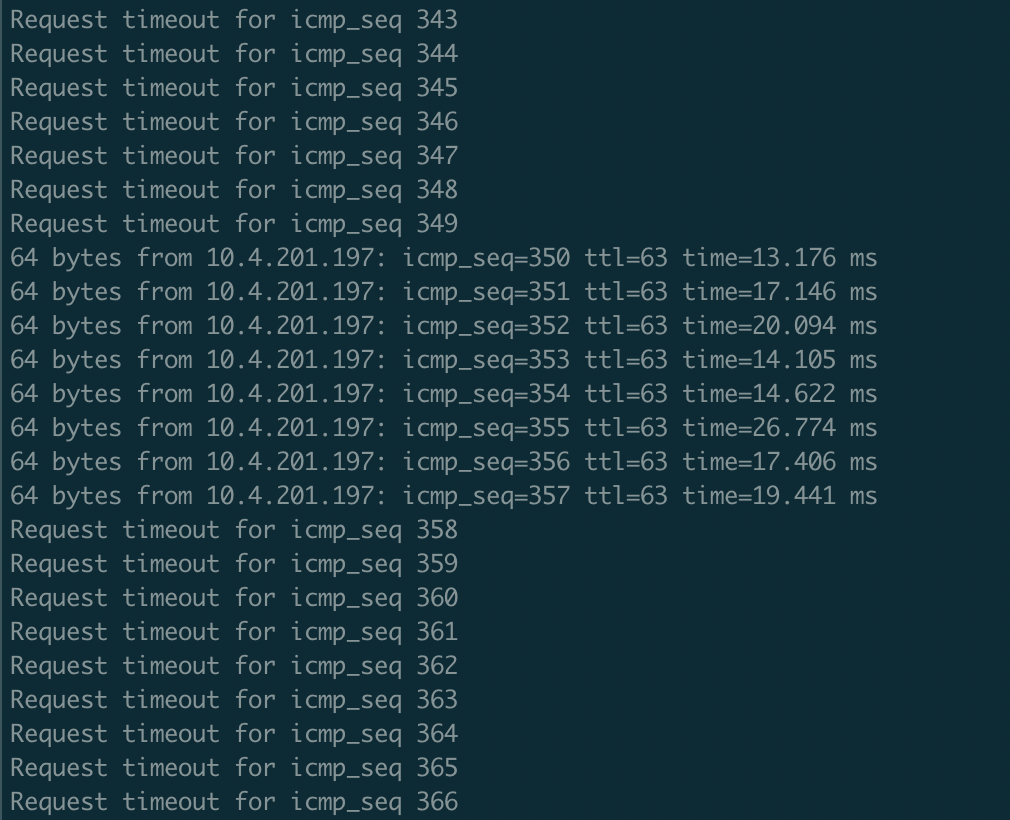 Request timeout for icmp_seq 343
Request timeout for icmp_seq 344
Request timeout for icmp_seq 345
Request timeout for icmp_seq 346
Request timeout for icmp_seq 347
Request timeout for icmp_seq 348
Request timeout for icmp_seq 349
64 bytes from 10.4.201.197: icmp_seq=350 ttl=63 time=13.176 ms
64 bytes from 10.4.201.197: icmp_seq=351 ttl=63 time=17.146 ms
64 bytes from 10.4.201.197: icmp_seq=352 ttl=63 time=20.094 ms
64 bytes from 10.4.201.197: icmp_seq=353 ttl=63 time=14.105 ms
64 bytes from 10.4.201.197: icmp_seq=354 ttl=63 time=14.622 ms
64 bytes from 10.4.201.197: icmp_seq=355 ttl=63 time=26.774 ms
64 bytes from 10.4.201.197: icmp_seq=356 ttl=63 time=17.406 ms
64 bytes from 10.4.201.197: icmp_seq=357 ttl=63 time=19.441 ms
Request timeout for icmp_seq 358
Request timeout for icmp_seq 359
Request timeout for icmp_seq 360
Request timeout for icmp_seq 361
Request timeout for icmp_seq 362
Request timeout for icmp_seq 363
Request timeout for icmp_seq 364
Request timeout for icmp_seq 365
Request timeout for icmp_seq 366